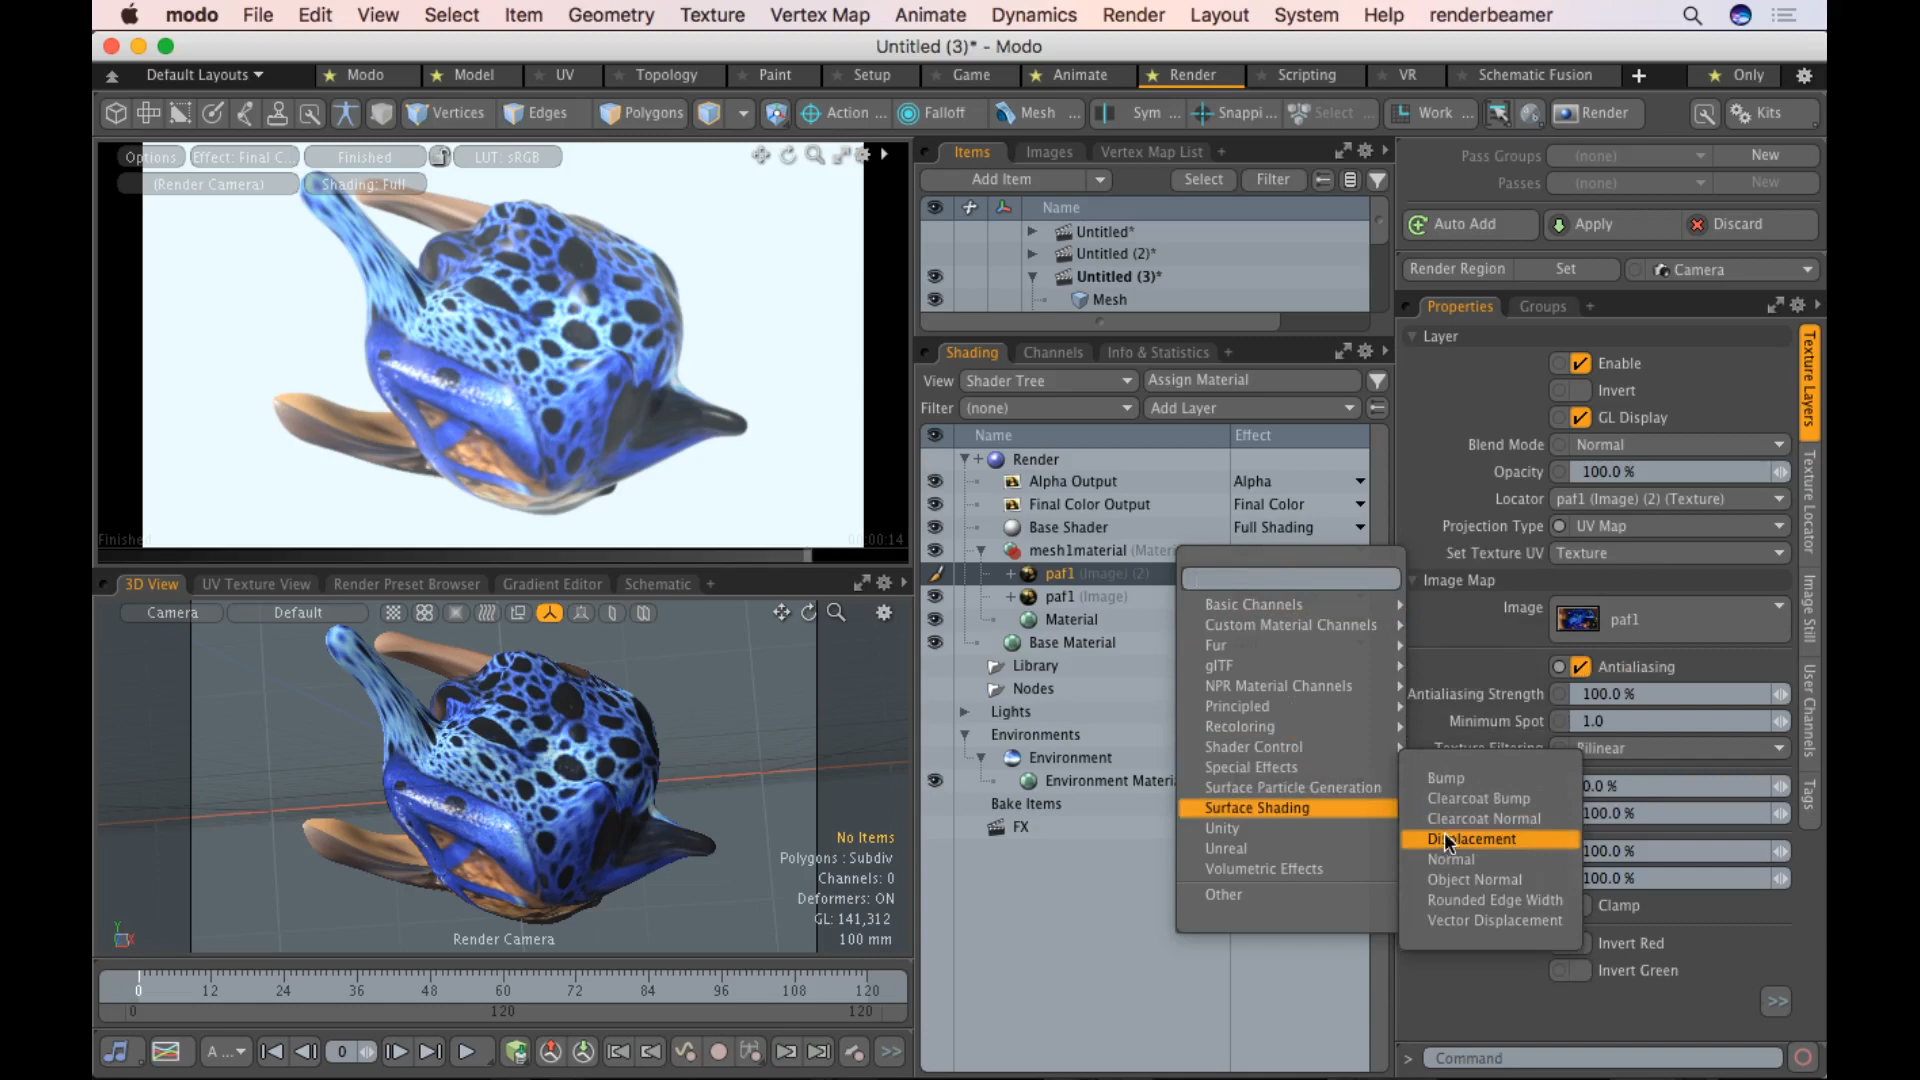 modo File Edit View Select Item Geometry Texture Vertex Map Animate Dynamics Render Layout System Help renderbeamer
Untitled (3)* - Modo
Default Layouts Modo Model UV Topology Paint Setup Game Animate Render Scripting VR Schematic Fusion + Only
Vertices Edges Polygons Action ... Falloff Mesh ... Sym ... Snappi... Select ... Work ... Render Kits
Options Effect: Final C... Finished LUT: sRGB
(Render Camera) Shading: Full
Finished
3D View UV Texture View Render Preset Browser Gradient Editor Schematic +
Camera Default
No Items
Polygons : Subdiv
Channels: 0
Deformers: ON
GL: 141,312
100 mm
Render Camera
0 12 24 36 48 60 72 84 96 108 120
0 120 120
A ... 0 >>
Items Images Vertex Map List +
Add Item Select Filter
Name
Untitled*
Untitled (2)*
Untitled (3)*
Mesh
Shading Channels Info & Statistics +
View Shader Tree Assign Material
Filter (none) Add Layer
Name Effect
Render
Alpha Output Alpha
Final Color Output Final Color
Base Shader Full Shading
mesh1material (Materi
paf1 (Image) (2)
paf1 (Image)
Material
Base Material
Library
Nodes
Lights
Environments
Environment
Environment Materi
Bake Items
FX
Basic Channels
Custom Material Channels
Fur
glTF
NPR Material Channels
Principled
Recoloring
Shader Control
Special Effects
Surface Particle Generation
Surface Shading
Unity
Unreal
Volumetric Effects
Other
Bump
Clearcoat Bump
Clearcoat Normal
Displacement
Normal
Object Normal
Rounded Edge Width
Vector Displacement
Pass Groups (none) New
Passes (none) New
Auto Add Apply Discard
Render Region Set Camera
Properties Groups +
Layer
Enable
Invert
GL Display
Blend Mode Normal
Opacity 100.0 %
Locator paf1 (Image) (2) (Texture)
Projection Type UV Map
Set Texture UV Texture
Image Map
Image paf1
Antialiasing
Antialiasing Strength 100.0 %
Minimum Spot 1.0
Texture Filtering Bilinear
0.0 %
100.0 %
100.0 %
100.0 %
Clamp
Invert Red
Invert Green
>>
> Command
Texture Layers
Texture Locator
Image Still
User Channels
Tags